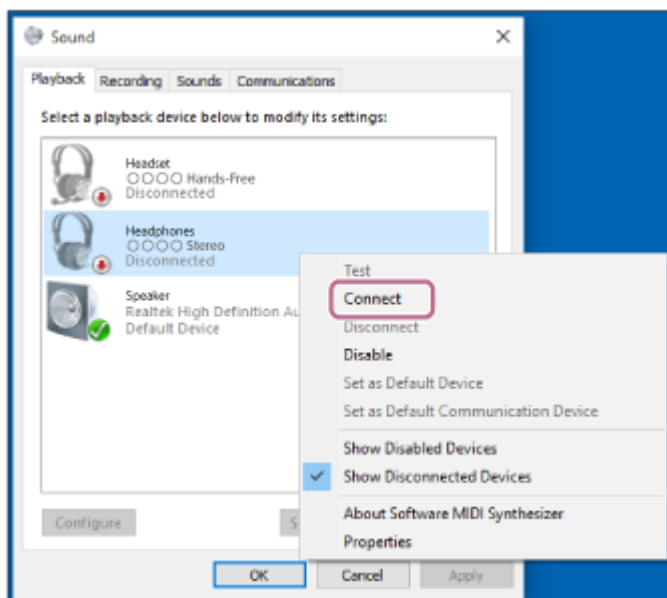 Sound
Playback Recording Sounds Communications
Select a playback device below to modify its settings:
Headset
○○○○ Hands-Free
Disconnected
Headphones
○○○○ Stereo
Disconnected
Speaker
Realtek High Definition Au
Default Device
Test
Connect
Disconnect
Disable
Set as Default Device
Set as Default Communication Device
Show Disabled Devices
Show Disconnected Devices
About Software MIDI Synthesizer
Properties
Configure S
OK Cancel Apply